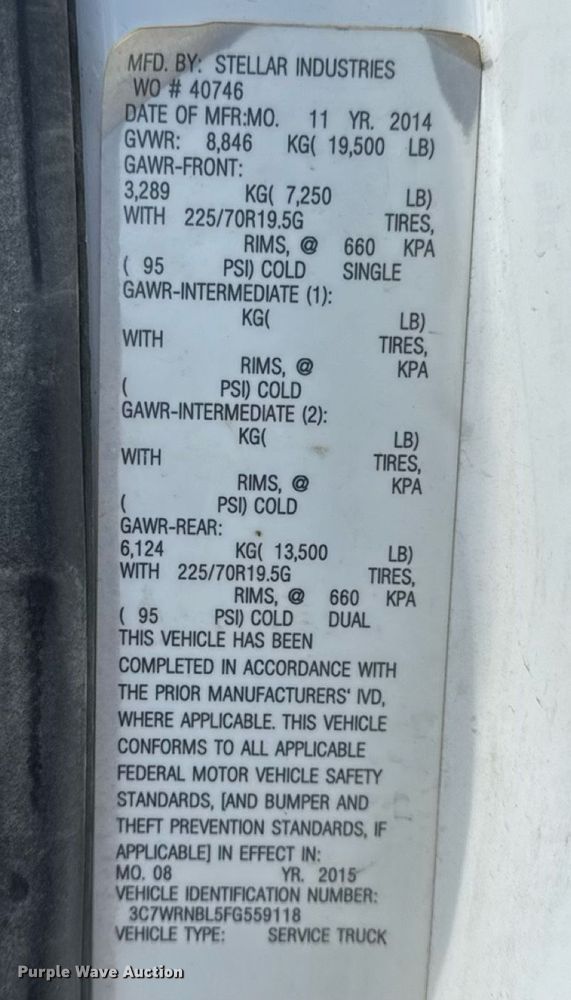 MFD. BY: STELLAR INDUSTRIES
WO # 40746
DATE OF MFR:MO. 11 YR. 2014
GVWR: 8,846 KG( 19,500 LB)
GAWR-FRONT:
3,289 KG( 7,250 LB)
WITH 225/70R19.5G TIRES,
RIMS, @ 660 KPA
( 95 PSI) COLD SINGLE
GAWR-INTERMEDIATE (1):
KG( LB)
WITH TIRES,
RIMS, @ KPA
( PSI) COLD
GAWR-INTERMEDIATE (2):
KG( LB)
WITH TIRES,
RIMS, @ KPA
( PSI) COLD
GAWR-REAR:
6,124 KG( 13,500 LB)
WITH 225/70R19.5G TIRES,
RIMS, @ 660 KPA
( 95 PSI) COLD DUAL
THIS VEHICLE HAS BEEN
COMPLETED IN ACCORDANCE WITH
THE PRIOR MANUFACTURERS' IVD,
WHERE APPLICABLE. THIS VEHICLE
CONFORMS TO ALL APPLICABLE
FEDERAL MOTOR VEHICLE SAFETY
STANDARDS, [AND BUMPER AND
THEFT PREVENTION STANDARDS, IF
APPLICABLE] IN EFFECT IN:
MO. 08 YR. 2015
VEHICLE IDENTIFICATION NUMBER:
3C7WRNBL5FG559118
VEHICLE TYPE: SERVICE TRUCK
Purple Wave Auction